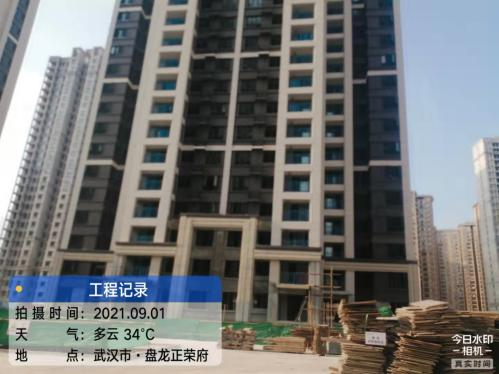 工程记录
拍摄时间：2021.09.01
天 气：多云 34℃
地 点：武汉市·盘龙正荣府
今日水印
-相机-
真实时间